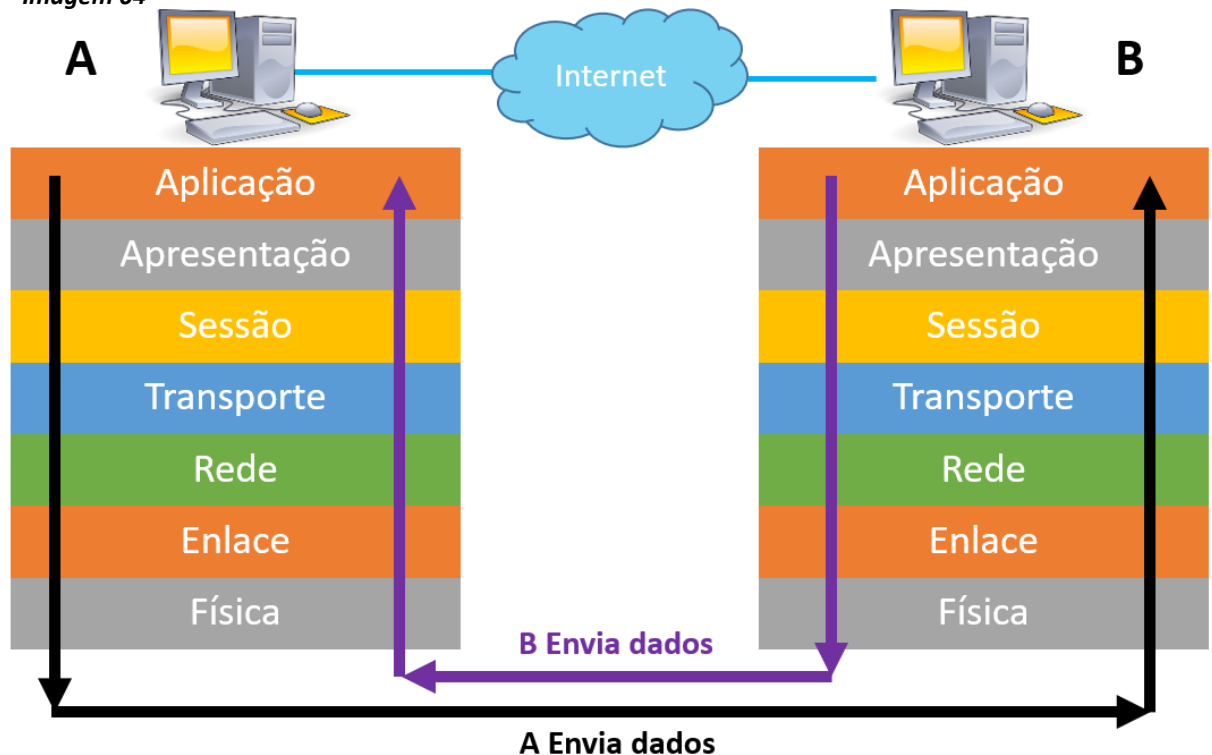 A
Internet
B
Aplicação
Apresentação
Sessão
Transporte
Rede
Enlace
Física
Aplicação
Apresentação
Sessão
Transporte
Rede
Enlace
Física
B Envia dados
A Envia dados